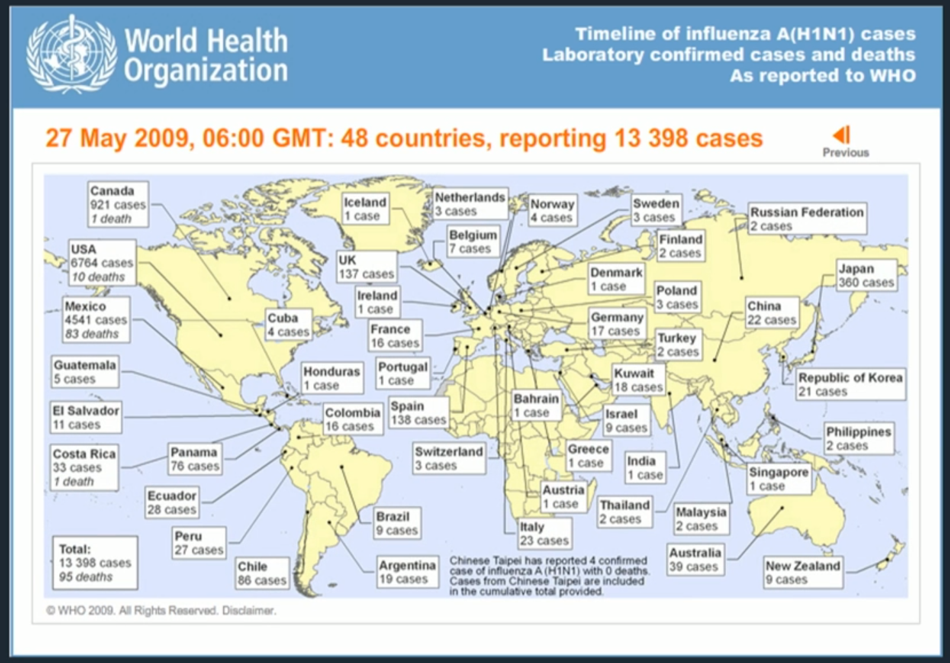 World Health
Organization
Timeline of influenza A(H1N1) cases
Laboratory confirmed cases and deaths
As reported to WHO
27 May 2009, 06:00 GMT: 48 countries, reporting 13 398 cases
Previous
Canada
921 cases
1 death
Iceland
1 case
Netherlands
3 cases
Norway
4 cases
Sweden
3 cases
Russian Federation
2 cases
USA
6764 cases
10 deaths
UK
137 cases
Belgium
7 cases
Finland
2 cases
Denmark
1 case
Japan
360 cases
Mexico
4541 cases
83 deaths
Cuba
4 cases
Ireland
1 case
Poland
3 cases
China
22 cases
France
16 cases
Germany
17 cases
Turkey
2 cases
Guatemala
5 cases
Honduras
1 case
Portugal
1 case
Kuwait
18 cases
Republic of Korea
21 cases
El Salvador
11 cases
Colombia
16 cases
Spain
138 cases
Bahrain
1 case
Israel
9 cases
Philippines
2 cases
Costa Rica
33 cases
1 death
Panama
76 cases
Switzerland
3 cases
Greece
1 case
India
1 case
Singapore
1 case
Ecuador
28 cases
Austria
1 case
Thailand
2 cases
Malaysia
2 cases
Peru
27 cases
Brazil
9 cases
Italy
23 cases
Australia
39 cases
New Zealand
9 cases
Total:
13 398 cases
95 deaths
Chile
86 cases
Argentina
19 cases
Chinese Taipei has reported 4 confirmed
case of influenza A (H1N1) with 0 deaths.
Cases from Chinese Taipei are included
in the cumulative total provided.
© WHO 2009. All Rights Reserved. Disclaimer.